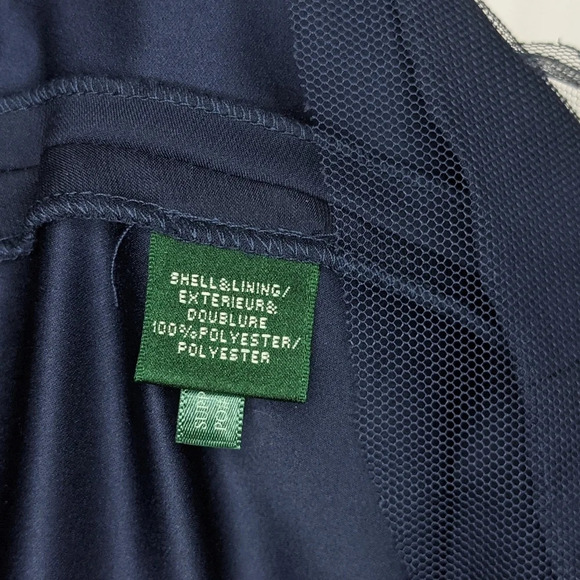 SHELL&LINING/
EXTERIEUR&
DOUBLURE
100%POLYESTER/
POLYESTER